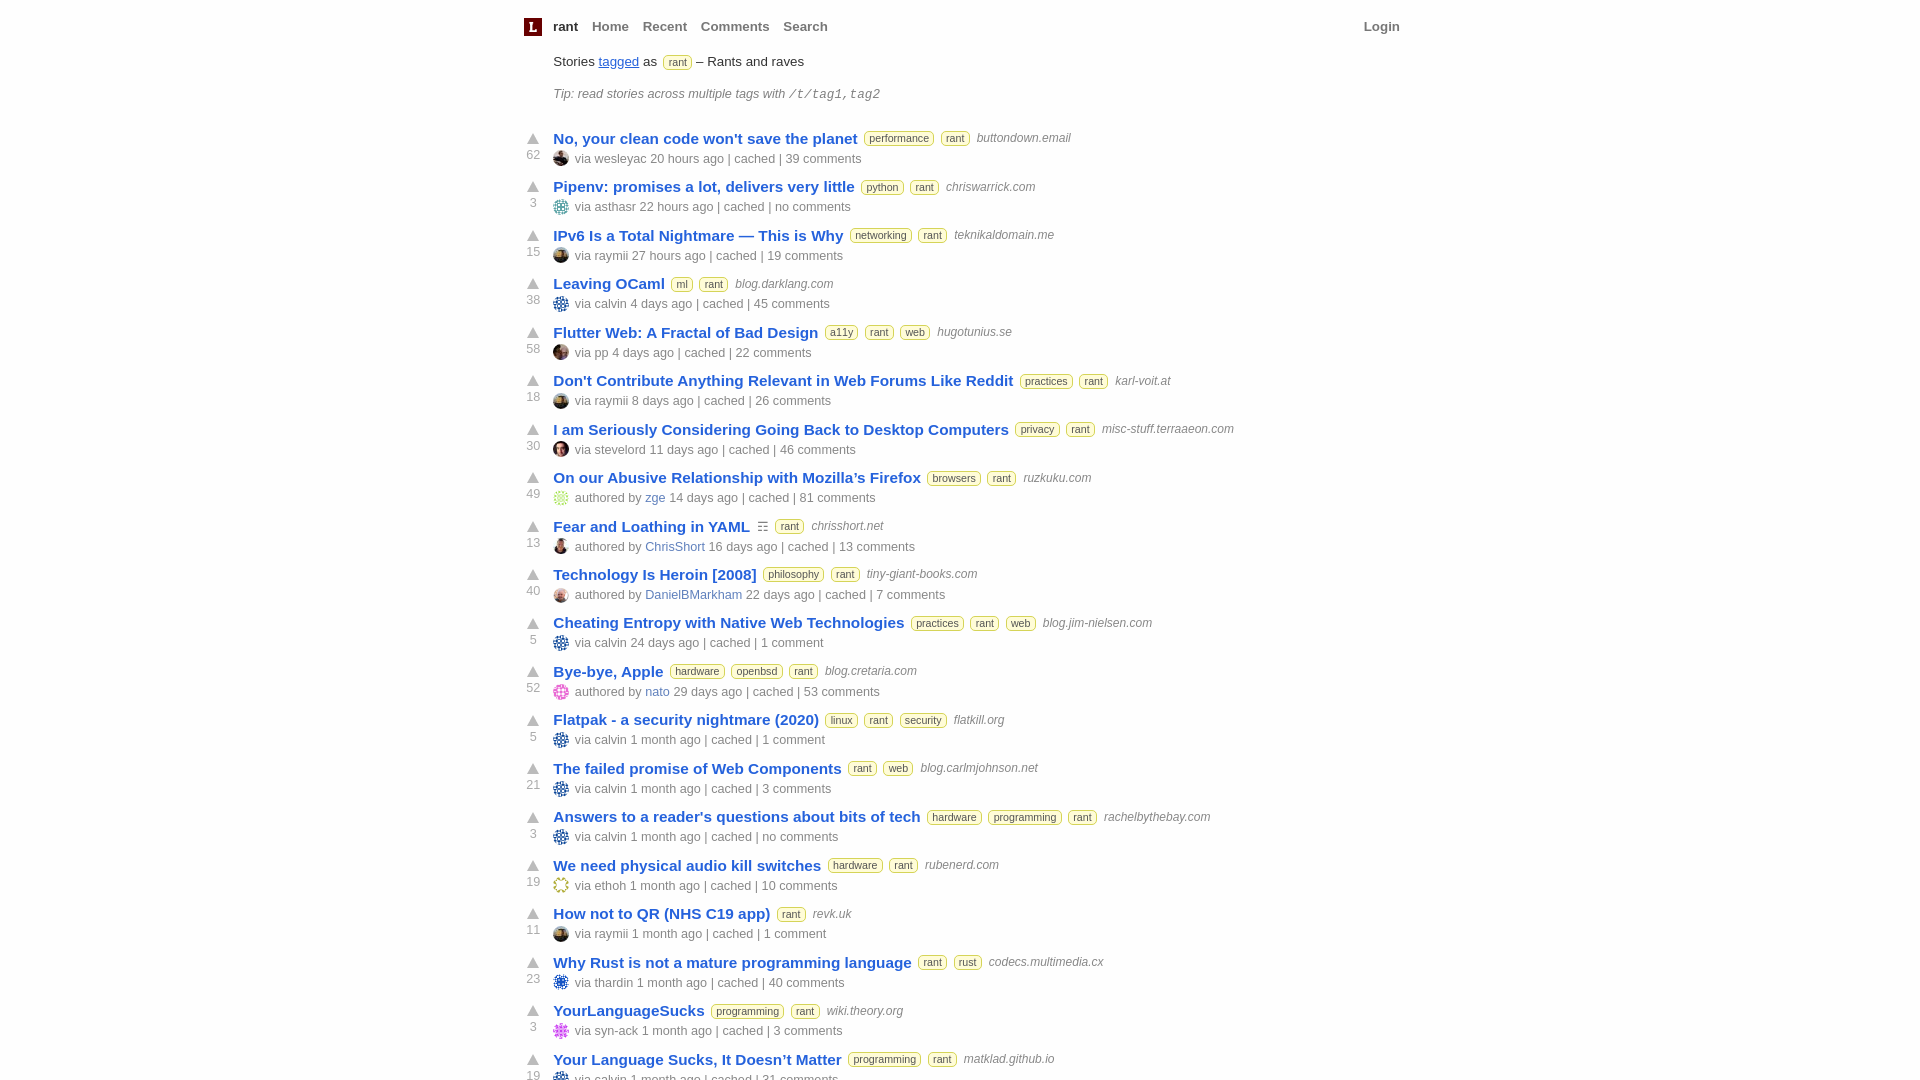 L rant Home Recent Comments Search Login
Stories tagged as rant – Rants and raves
Tip: read stories across multiple tags with /t/tag1,tag2
No, your clean code won't save the planet performance rant buttondown.email
62 via wesleyac 20 hours ago | cached | 39 comments
Pipenv: promises a lot, delivers very little python rant chriswarrick.com
3 via asthasr 22 hours ago | cached | no comments
IPv6 Is a Total Nightmare — This is Why networking rant teknikaldomain.me
15 via raymii 27 hours ago | cached | 19 comments
Leaving OCaml ml rant blog.darklang.com
38 via calvin 4 days ago | cached | 45 comments
Flutter Web: A Fractal of Bad Design a11y rant web hugotunius.se
58 via pp 4 days ago | cached | 22 comments
Don't Contribute Anything Relevant in Web Forums Like Reddit practices rant karl-voit.at
18 via raymii 8 days ago | cached | 26 comments
I am Seriously Considering Going Back to Desktop Computers privacy rant misc-stuff.terraaeon.com
30 via stevelord 11 days ago | cached | 46 comments
On our Abusive Relationship with Mozilla’s Firefox browsers rant ruzkuku.com
49 authored by zge 14 days ago | cached | 81 comments
Fear and Loathing in YAML ☶ rant chrisshort.net
13 authored by ChrisShort 16 days ago | cached | 13 comments
Technology Is Heroin [2008] philosophy rant tiny-giant-books.com
40 authored by DanielBMarkham 22 days ago | cached | 7 comments
Cheating Entropy with Native Web Technologies practices rant web blog.jim-nielsen.com
5 via calvin 24 days ago | cached | 1 comment
Bye-bye, Apple hardware openbsd rant blog.cretaria.com
52 authored by nato 29 days ago | cached | 53 comments
Flatpak - a security nightmare (2020) linux rant security flatkill.org
5 via calvin 1 month ago | cached | 1 comment
The failed promise of Web Components rant web blog.carlmjohnson.net
21 via calvin 1 month ago | cached | 3 comments
Answers to a reader's questions about bits of tech hardware programming rant rachelbythebay.com
3 via calvin 1 month ago | cached | no comments
We need physical audio kill switches hardware rant rubenerd.com
19 via ethoh 1 month ago | cached | 10 comments
How not to QR (NHS C19 app) rant revk.uk
11 via raymii 1 month ago | cached | 1 comment
Why Rust is not a mature programming language rant rust codecs.multimedia.cx
23 via thardin 1 month ago | cached | 40 comments
YourLanguageSucks programming rant wiki.theory.org
3 via syn-ack 1 month ago | cached | 3 comments
Your Language Sucks, It Doesn’t Matter programming rant matklad.github.io
19 via calvin 1 month ago | cached | 31 comments